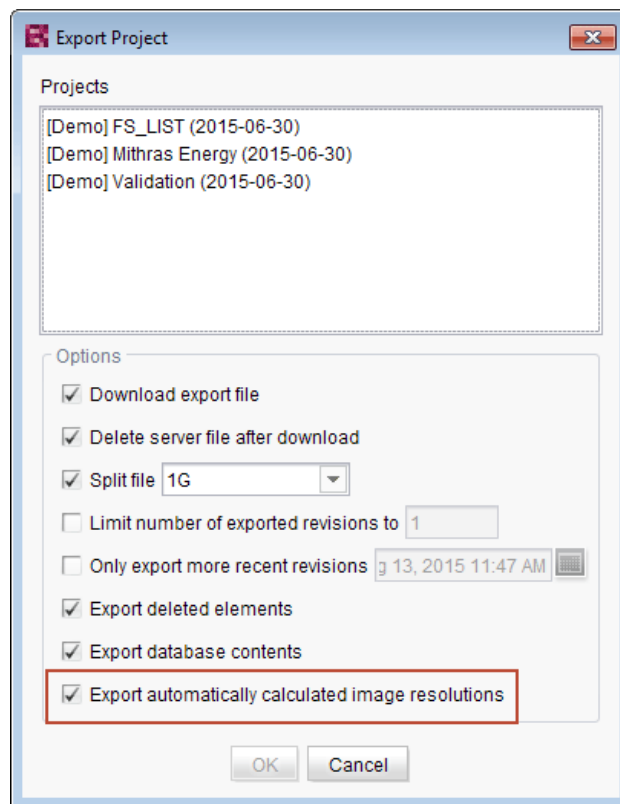 Export Project
Projects
[Demo] FS_LIST (2015-06-30)
[Demo] Mithras Energy (2015-06-30)
[Demo] Validation (2015-06-30)
Options
Download export file
Delete server file after download
Split file 1G
Limit number of exported revisions to 1
Only export more recent revisions g 13, 2015 11:47 AM
Export deleted elements
Export database contents
Export automatically calculated image resolutions
OK Cancel